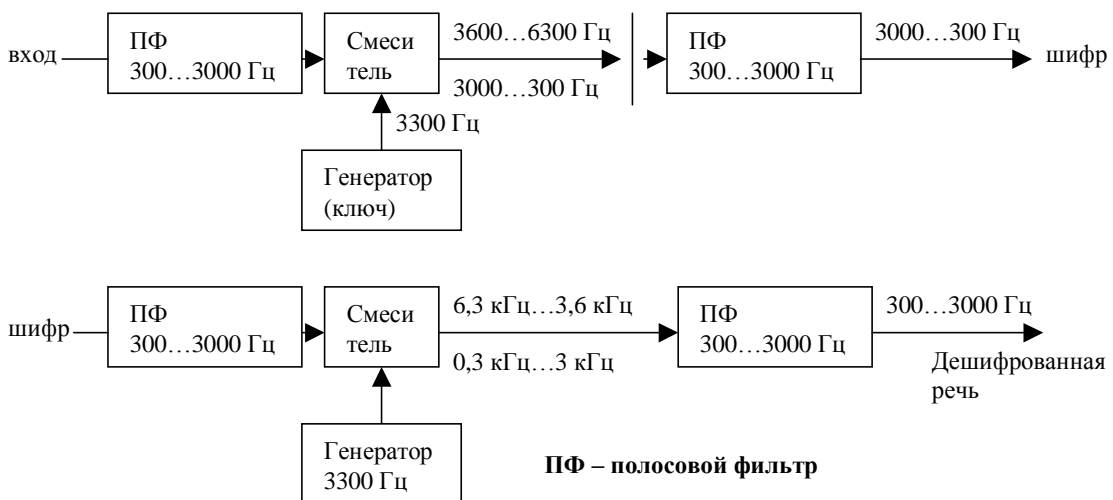 вход
ПФ
300…3000 Гц
Смеси
тель
3600…6300 Гц
3000…300 Гц
ПФ
300…3000 Гц
3000…300 Гц
шифр
3300 Гц
Генератор
(ключ)
шифр
ПФ
300…3000 Гц
Смеси
тель
6,3 кГц…3,6 кГц
0,3 кГц…3 кГц
ПФ
300…3000 Гц
300…3000 Гц
Дешифрованная
речь
Генератор
3300 Гц
ПФ – полосовой фильтр